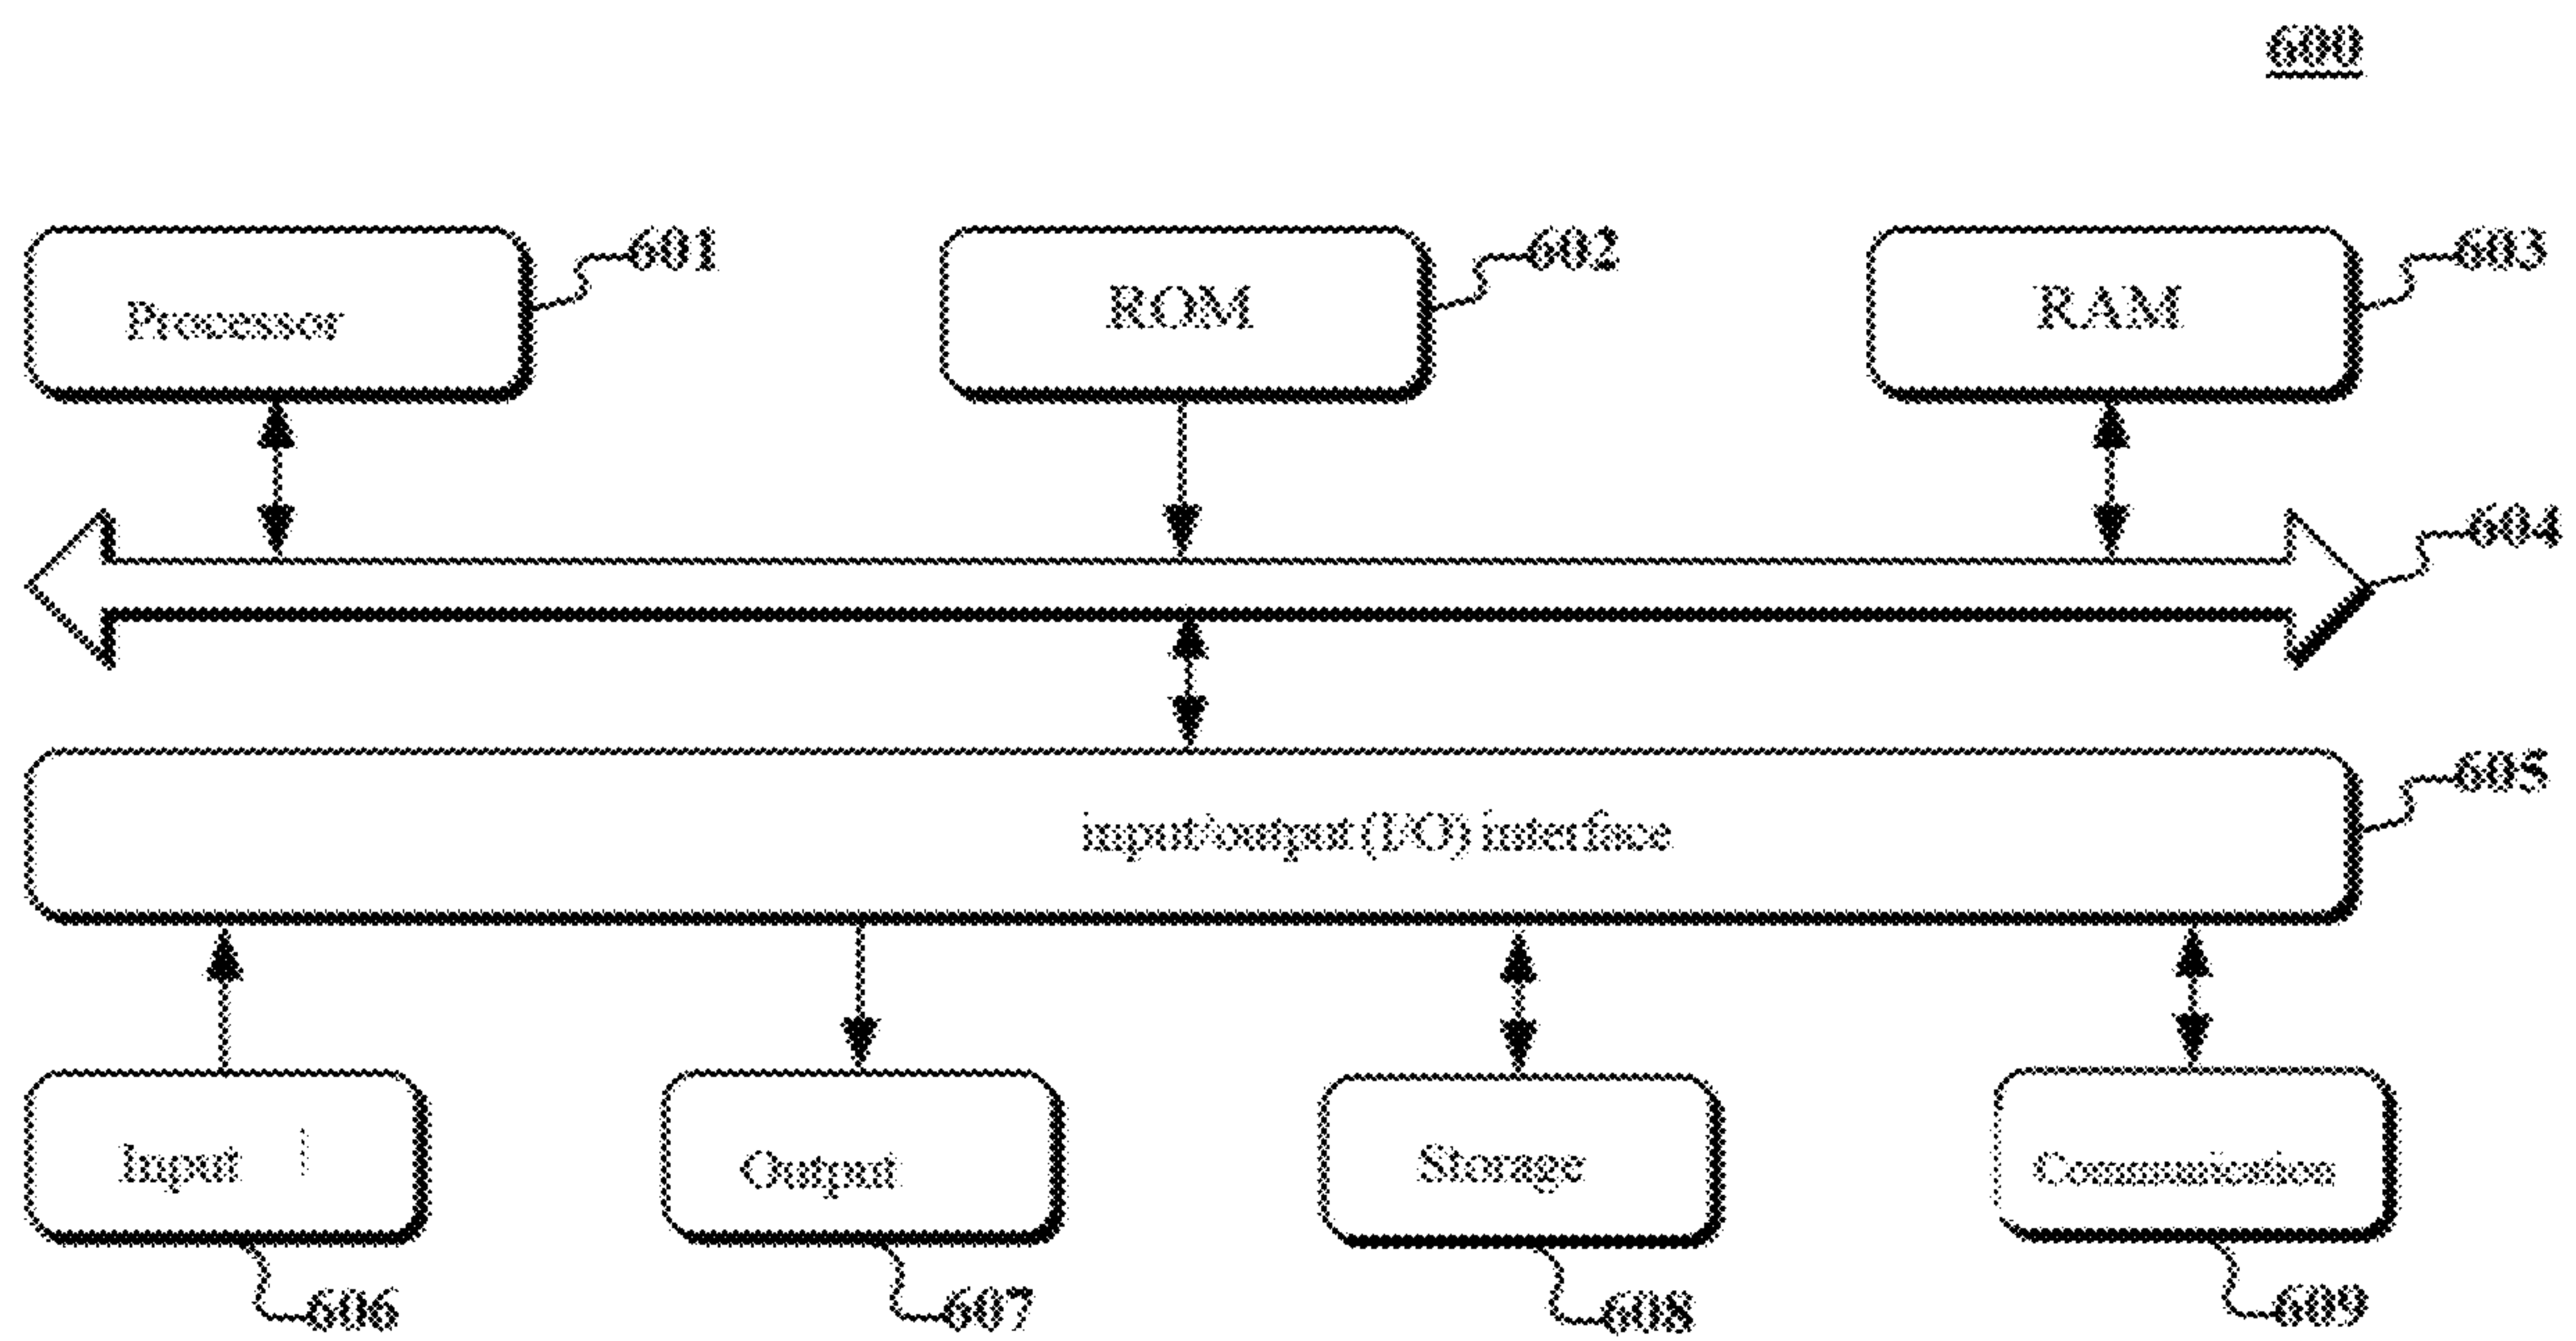 600
601
602
603
Processor
ROM
RAM
604
605
input/output (I/O) interface
Input
Output
Storage
Communication
606
607
608
609